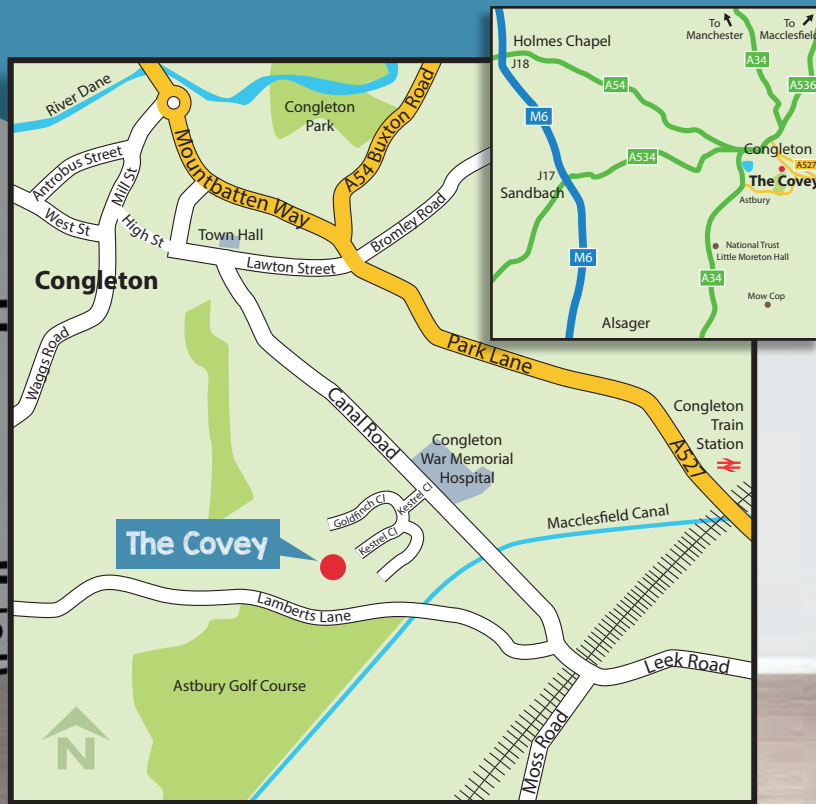 To
Manchester
To
Macclesfield
Holmes Chapel
J18
A34
A54
A536
M6
A534
Congleton
A527
J17
Sandbach
The Covey
Astbury
National Trust
Little Moreton Hall
M6
A34
Mow Cop
Alsager
River Dane
Congleton
Park
A54 Buxton Road
Mountbatten Way
Antrobus Street
Mill St
West St
High St
Town Hall
Bromley Road
Lawton Street
Congleton
Waggs Road
Park Lane
Canal Road
Congleton
Train
Station
A527
Congleton
War Memorial
Hospital
Goldfinch Cl
Kestrel Cl
Kestrel Cl
Macclesfield Canal
The Covey
Lamberts Lane
Astbury Golf Course
Leek Road
Moss Road
N